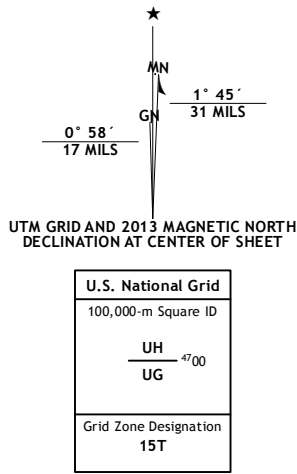 ★
MN
GN
1° 45´
31 MILS
0° 58´
17 MILS
UTM GRID AND 2013 MAGNETIC NORTH
DECLINATION AT CENTER OF SHEET
U.S. National Grid
100,000-m Square ID
UH
4700
UG
Grid Zone Designation
15T